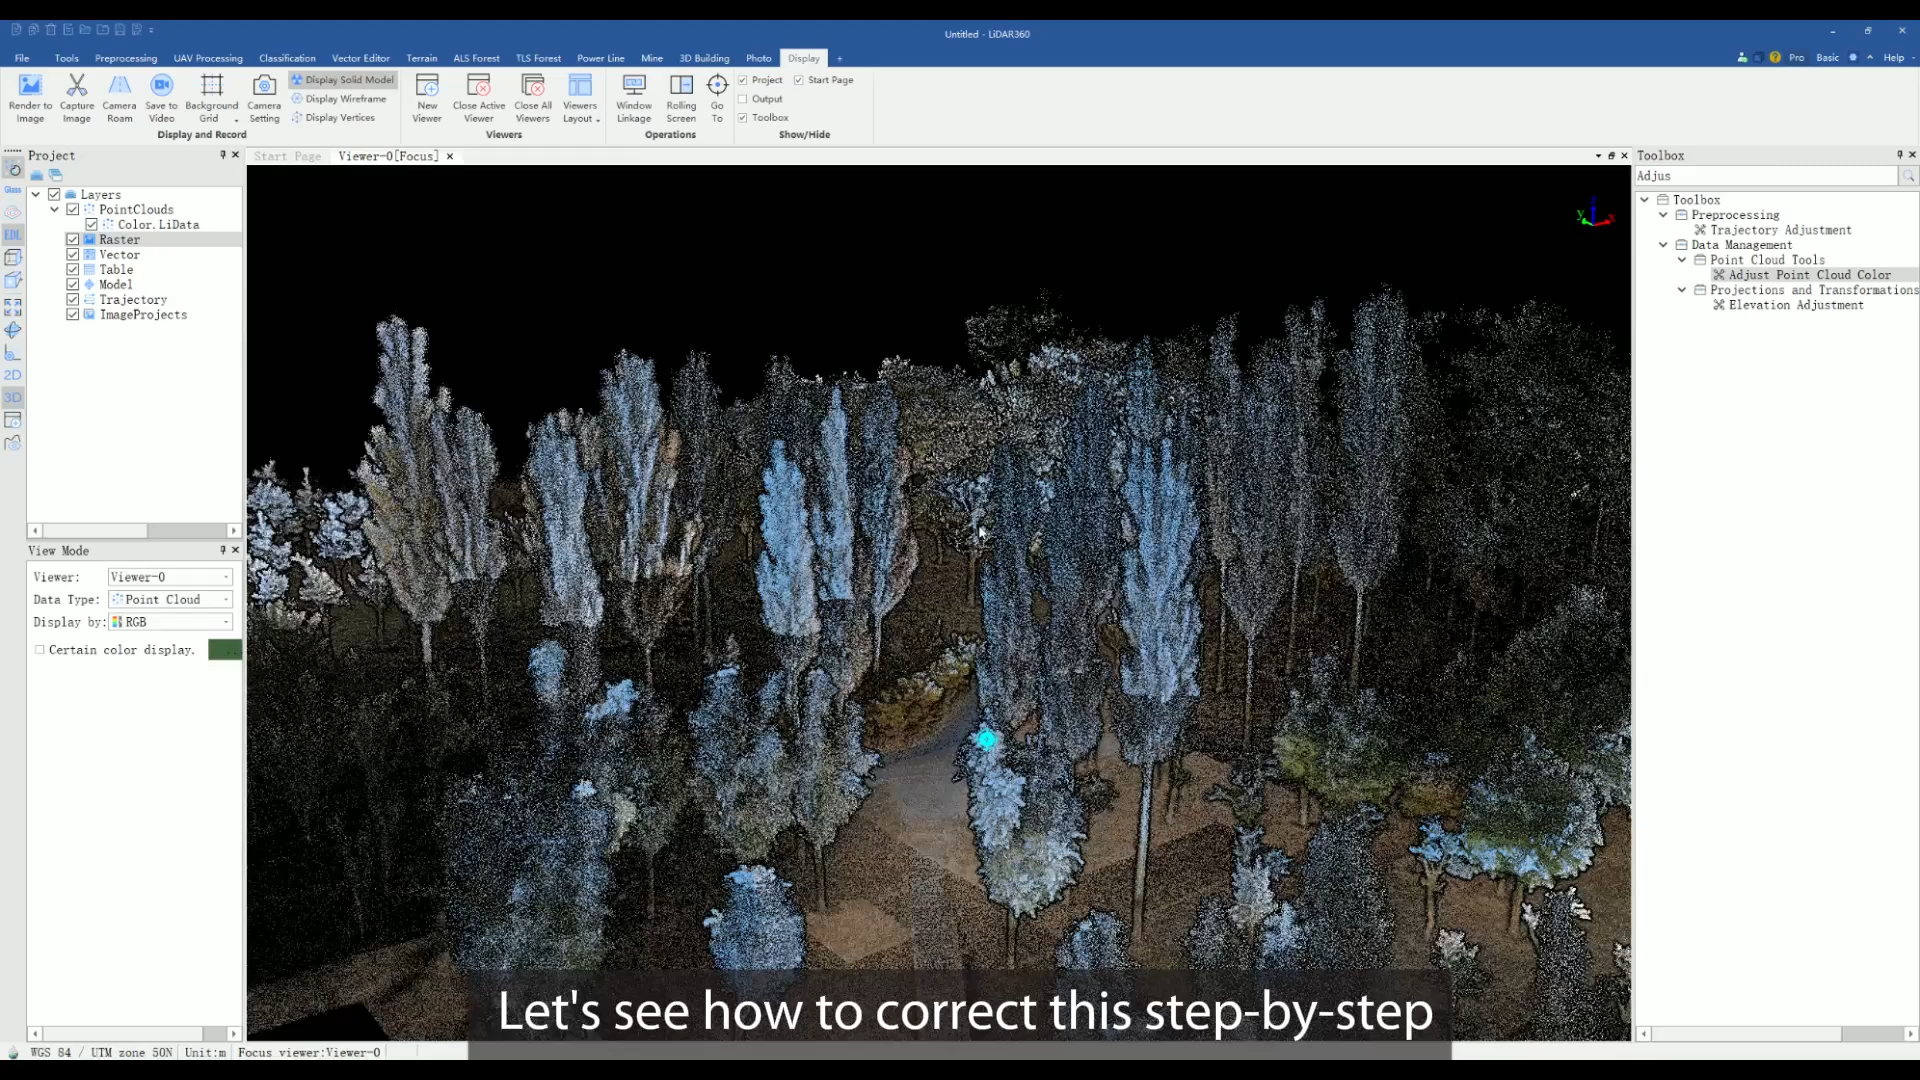 Untitled - LiDAR360
File Tools Preprocessing UAV Processing Classification Vector Editor Terrain ALS Forest TLS Forest Power Line Mine 3D Building Photo Display +
Pro Basic Help
Render to Image
Capture Image
Camera Roam
Save to Video
Background Grid
Camera Setting
Display Solid Model
Display Wireframe
Display Vertices
Display and Record
New Viewer
Close Active Viewer
Close All Viewers
Viewers Layout
Viewers
Window Linkage
Rolling Screen
Go To
Operations
Project Start Page
Output
Toolbox
Show/Hide
Project
Layers
PointClouds
Color.LiData
Raster
Vector
Table
Model
Trajectory
ImageProjects
Glass
EDL
2D
3D
View Mode
Viewer: Viewer-0
Data Type: Point Cloud
Display by: RGB
Certain color display.
Start Page Viewer-0[Focus]
Toolbox
Adjus
Toolbox
Preprocessing
Trajectory Adjustment
Data Management
Point Cloud Tools
Adjust Point Cloud Color
Projections and Transformations
Elevation Adjustment
Let's see how to correct this step-by-step
WGS 84 / UTM zone 50N Unit:m Focus viewer:Viewer-0